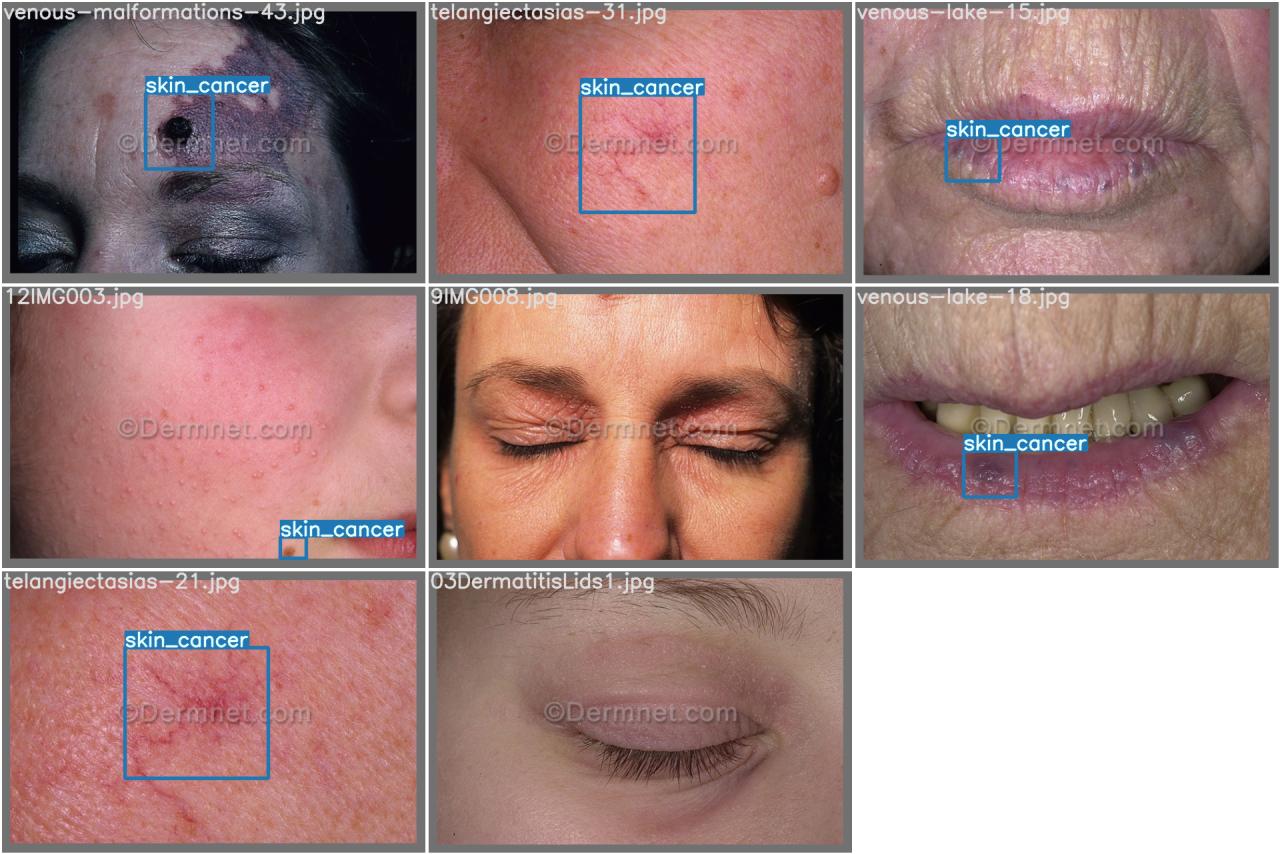 venous-malformations-43.jpg
skin_cancer
©Dermnet.com
telangiectasias-31.jpg
skin_cancer
©Dermnet.com
venous-lake-15.jpg
skin_cancer
©Dermnet.com
12IMG003.jpg
©Dermnet.com
skin_cancer
9IMG008.jpg
©Dermnet.com
venous-lake-18.jpg
©Dermnet.com
skin_cancer
telangiectasias-21.jpg
skin_cancer
©Dermnet.com
03DermatitisLids1.jpg
©Dermnet.com